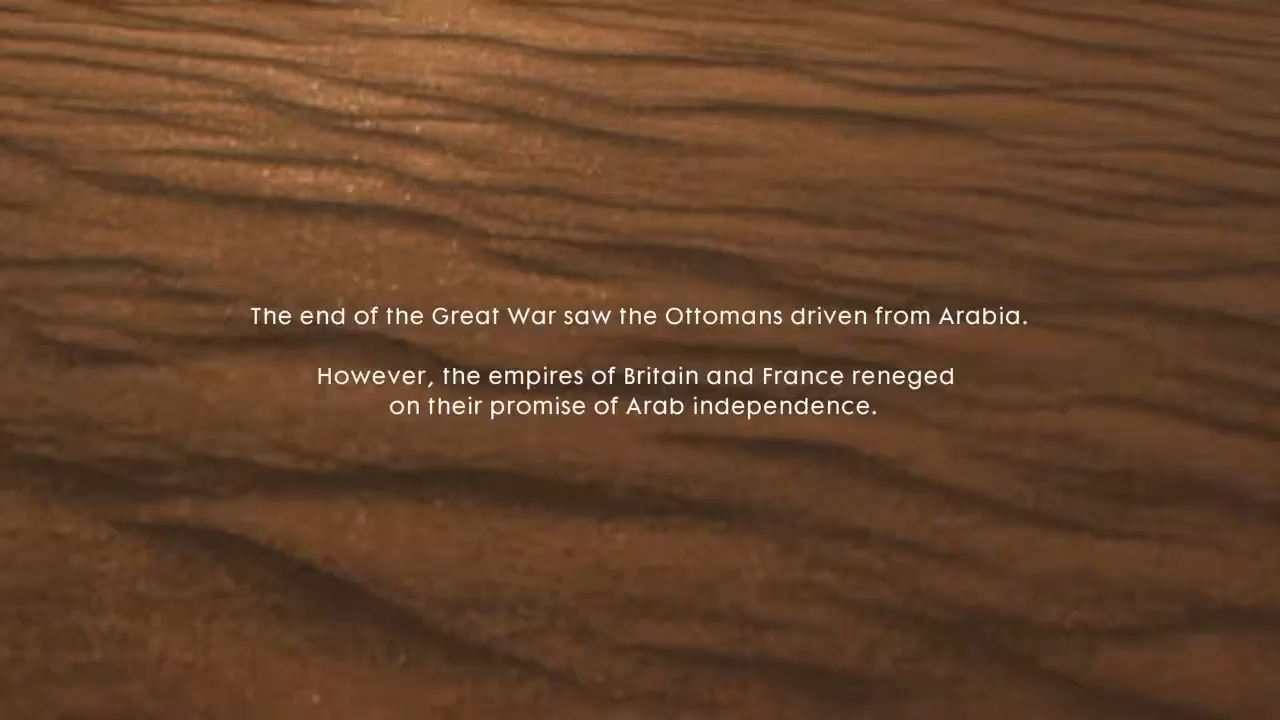 The end of the Great War saw the Ottomans driven from Arabia.
However, the empires of Britain and France reneged
on their promise of Arab independence.